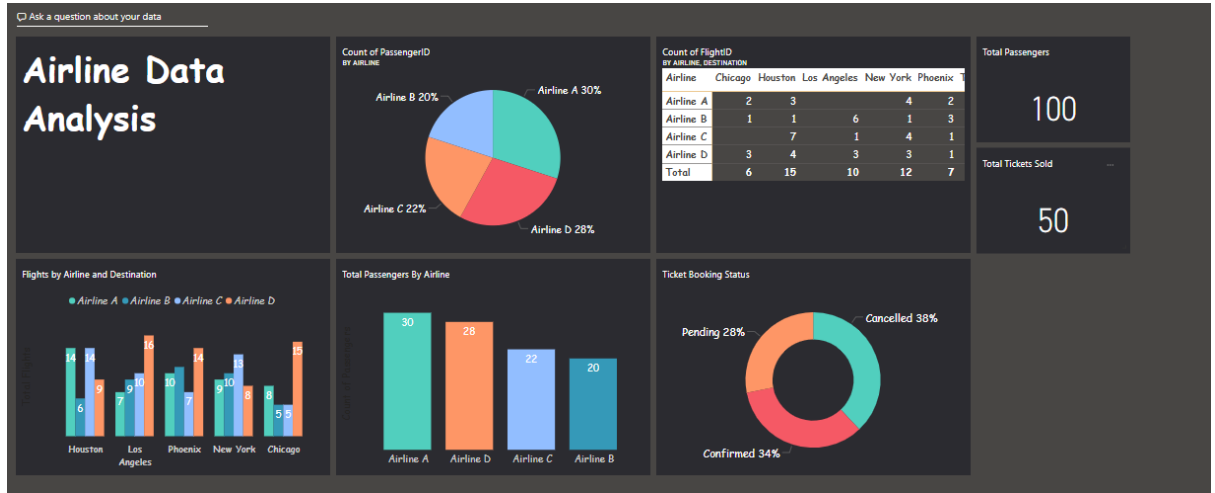 Ask a question about your data
Airline Data
Analysis
Count of PassengerID
BY AIRLINE
Airline B 20%
Airline A 30%
Airline C 22%
Airline D 28%
Count of FlightID
BY AIRLINE, DESTINATION
Airline Chicago Houston Los Angeles New York Phoenix T
Airline A 2 3 4 2
Airline B 1 1 6 1 3
Airline C 7 1 4 1
Airline D 3 4 3 3 1
Total 6 15 10 12 7
Total Passengers
100
Total Tickets Sold
50
Flights by Airline and Destination
Airline A Airline B Airline C Airline D
14 6 14 9
7 9 10 16
10 7 14
9 10 13 8
8 5 5 15
Houston Los Angeles Phoenix New York Chicago
Total Passengers By Airline
30 28 22 20
Airline A Airline D Airline C Airline B
Ticket Booking Status
Cancelled 38%
Pending 28%
Confirmed 34%